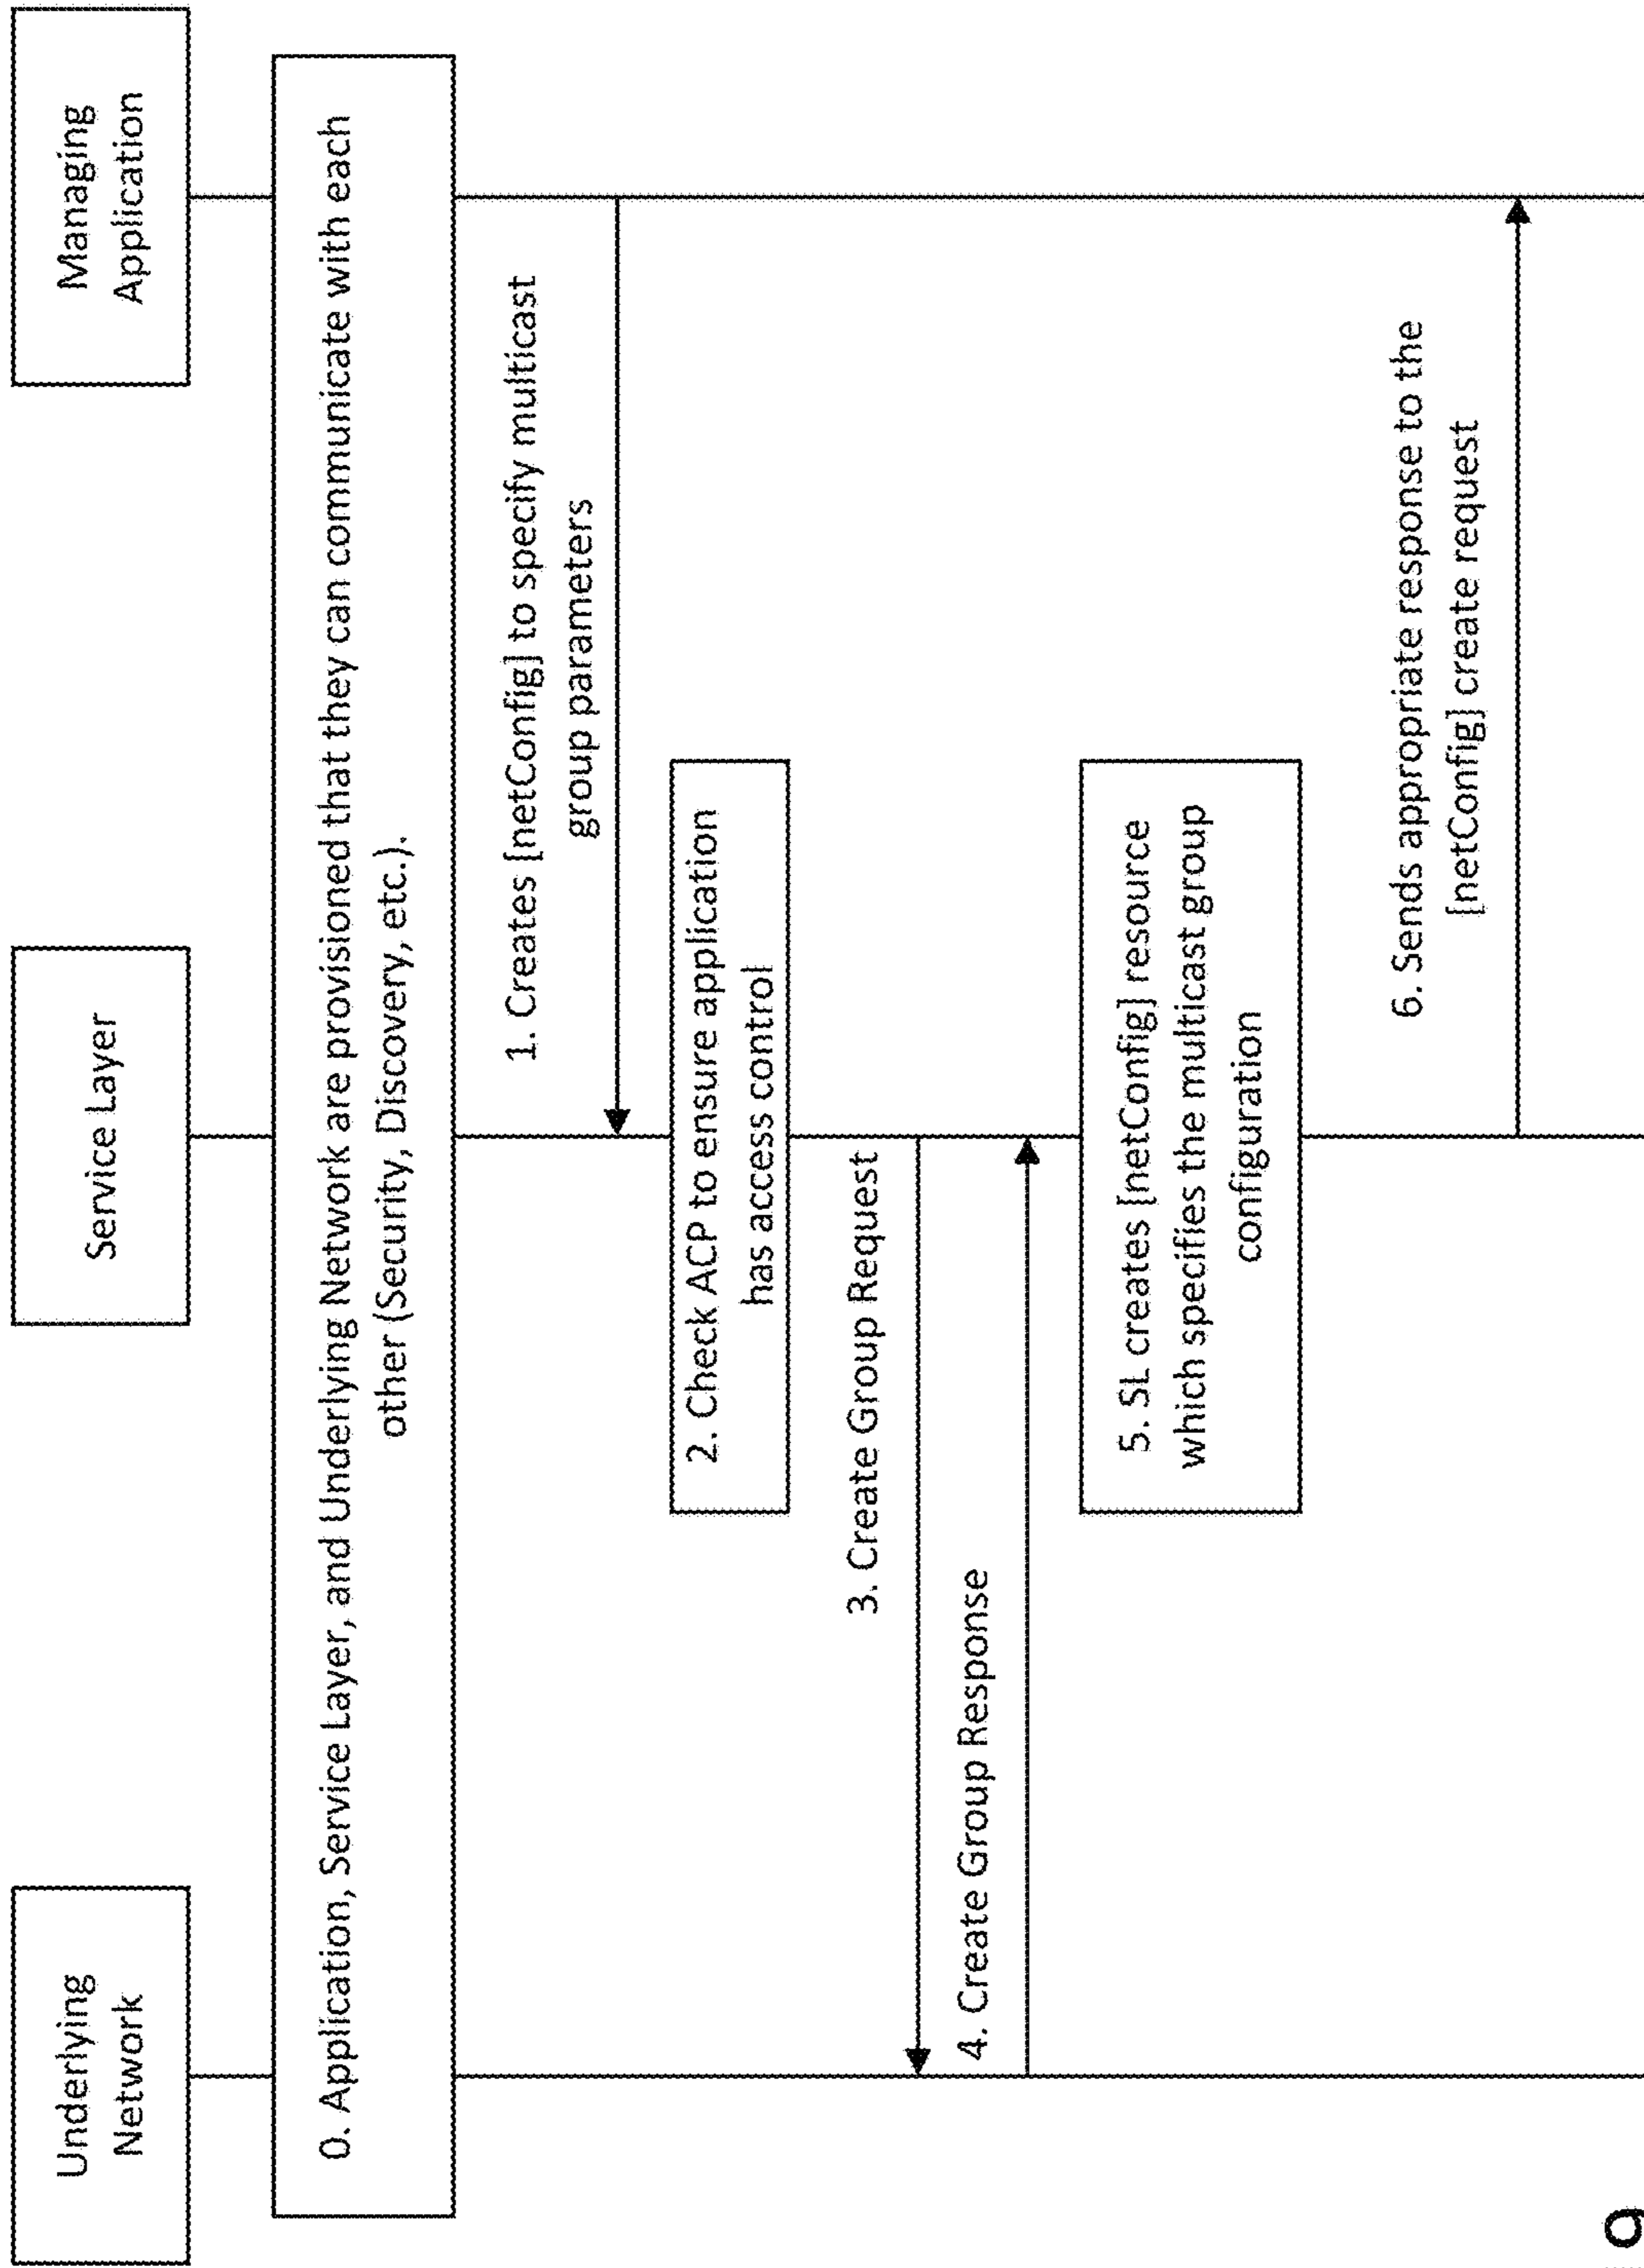 Underlying
Network
Service Layer
Managing
Application
0. Application, Service Layer, and Underlying Network are provisioned that they can communicate with each
other (Security, Discovery, etc.).
1. Creates [netConfig] to specify multicast
group parameters
2. Check ACP to ensure application
has access control
3. Create Group Request
4. Create Group Response
5. SL creates [netConfig] resource
which specifies the multicast group
configuration
6. Sends appropriate response to the
[netConfig] create request